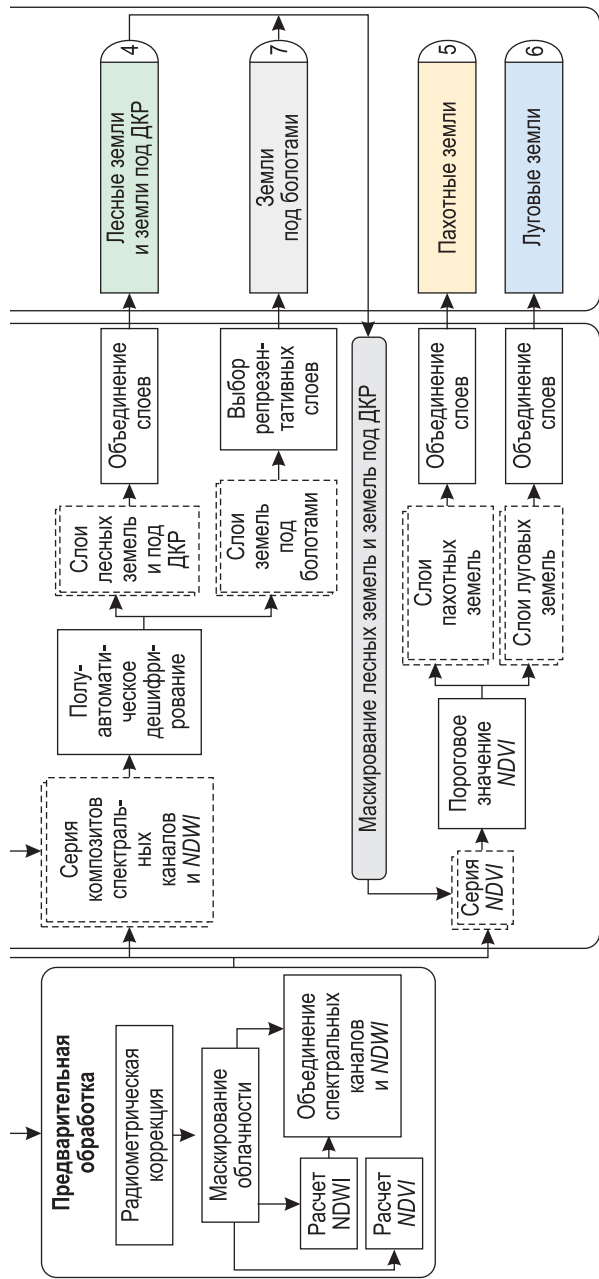 Предварительная
обработка
Радиометрическая
коррекция
Маскирование
облачности
Расчет
NDWI
Объединение
спектральных
каналов
и NDWI
Расчет
NDVI
Серия
композитов
спектраль-
ных
каналов
и NDWI
Полу-
автомати-
ческое
дешифри-
рование
Слои
лесных
земель
и под
ДКР
Объединение
слоев
Лесные земли
и земли под ДКР
4
Слои
земель
под
болотами
Выбор
репрезен-
тативных
слоев
Земли
под болотами
7
Маскирование лесных земель и земель под ДКР
Серия
NDVI
Пороговое
значение
NDVI
Слои
пахотных
земель
Объединение
слоев
Пахотные земли
5
Слои луговых
земель
Объединение
слоев
Луговые земли
6